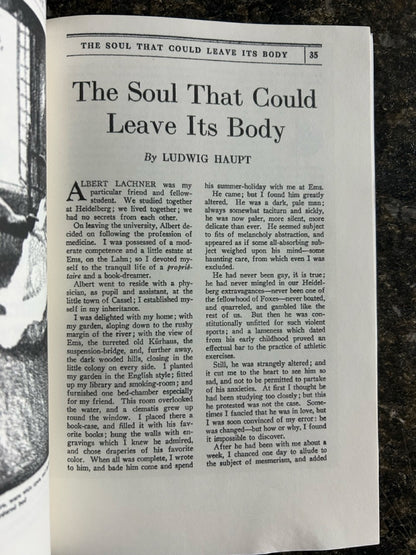 THE SOUL THAT COULD LEAVE ITS BODY 35
The Soul That Could
Leave Its Body
By LUDWIG HAUPT
ALBERT LACHNER was my
particular friend and fellow-
student. We studied together
at Heidelberg; we lived together; we
had no secrets from each other.
On leaving the university, Albert de-
cided on following the profession of
medicine. I was possessed of a mod-
erate competence and a little estate at
Ems, on the Lahn; so I devoted my-
self to the tranquil life of a propri-
taire and a book-dreamer.
Albert went to reside with a phy-
sician, as pupil and assistant, at the
little town of Cassel; I established my-
self in my inheritance.
I was delighted with my home; with
my garden, sloping down to the rushy
margin of the river; with the view of
Ems, the turreted old Kürhaus, the
suspension-bridge, and, further away,
the dark wooded hills, closing in the
little colony on every side. I planted
my garden in the English style; fitted
up my library and smoking-room; and
furnished one bed-chamber especially
for my friend. This room overlooked
the water, and a clematis grew up
round the window. I placed there a
book-case, and filled it with his fav-
orite books; hung the walls with en-
gravings which I knew he admired,
and chose draperies of his favorite
color. When all was complete, I wrote
to him, and bade him come and spend
his summer-holiday with me at Ems.
He came; but I found him greatly
altered. He was a dark, pale man;
always somewhat taciturn and sickly,
he was now paler, more silent, more
delicate than ever. He seemed subject
to fits of melancholy abstraction, and
appeared as if some all-absorbing sub-
ject weighed upon his mind—some
haunting care, from which even I was
excluded.
He had never been gay, it is true;
he had never mingled in our Heidel-
berg extravagances—never been one of
the fellowhood of Foxes—never boated,
and quarreled, and gambled like the
rest of us. But then he was con-
stitutionally unfitted for such violent
sports; and a lameness which dated
from his early childhood proved an
effectual bar to the practice of athletic
exercises.
Still, he was strangely altered; and
it cut me to the heart to see him so
sad, and not to be permitted to partake
of his anxieties. At first I thought he
had been studying too closely; but this
he protested was not the case. Some-
times I fancied that he was in love, but
I was soon convinced of my error: he
was changed—but how or why, I found
it impossible to discover.
After he had been with me about a
week, I chanced one day to allude to
the subject of mesmerism, and added